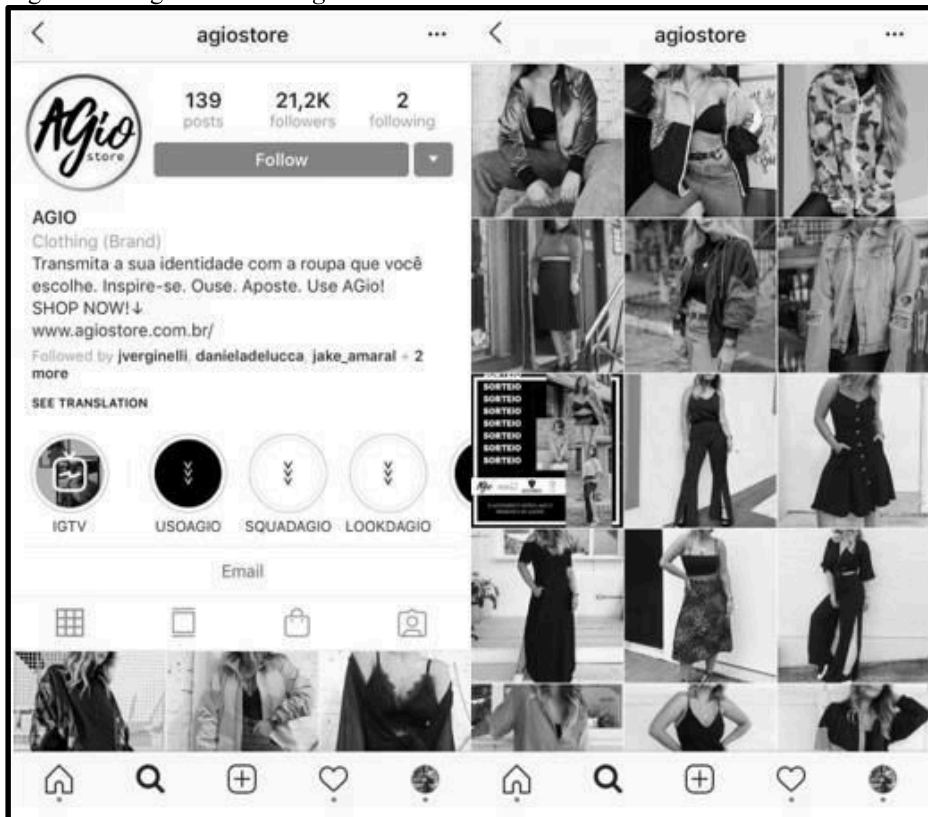 agiostore
AGio
store
139 21,2K 2
posts followers following
Follow
AGIO
Clothing (Brand)
Transmita a sua identidade com a roupa que você
escolhe. Inspire-se. Ouse. Aposte. Use AGio!
SHOP NOW!↓
www.agiostore.com.br/
Followed by jverginelli, danieladelucca, jake_amaral + 2
more
SEE TRANSLATION
IGTV USOAGIO SQUADAGIO LOOKDAGIO
Email
agiostore
SORTEIO
SORTEIO
SORTEIO
SORTEIO
SORTEIO
SORTEIO
SORTEIO
AGio